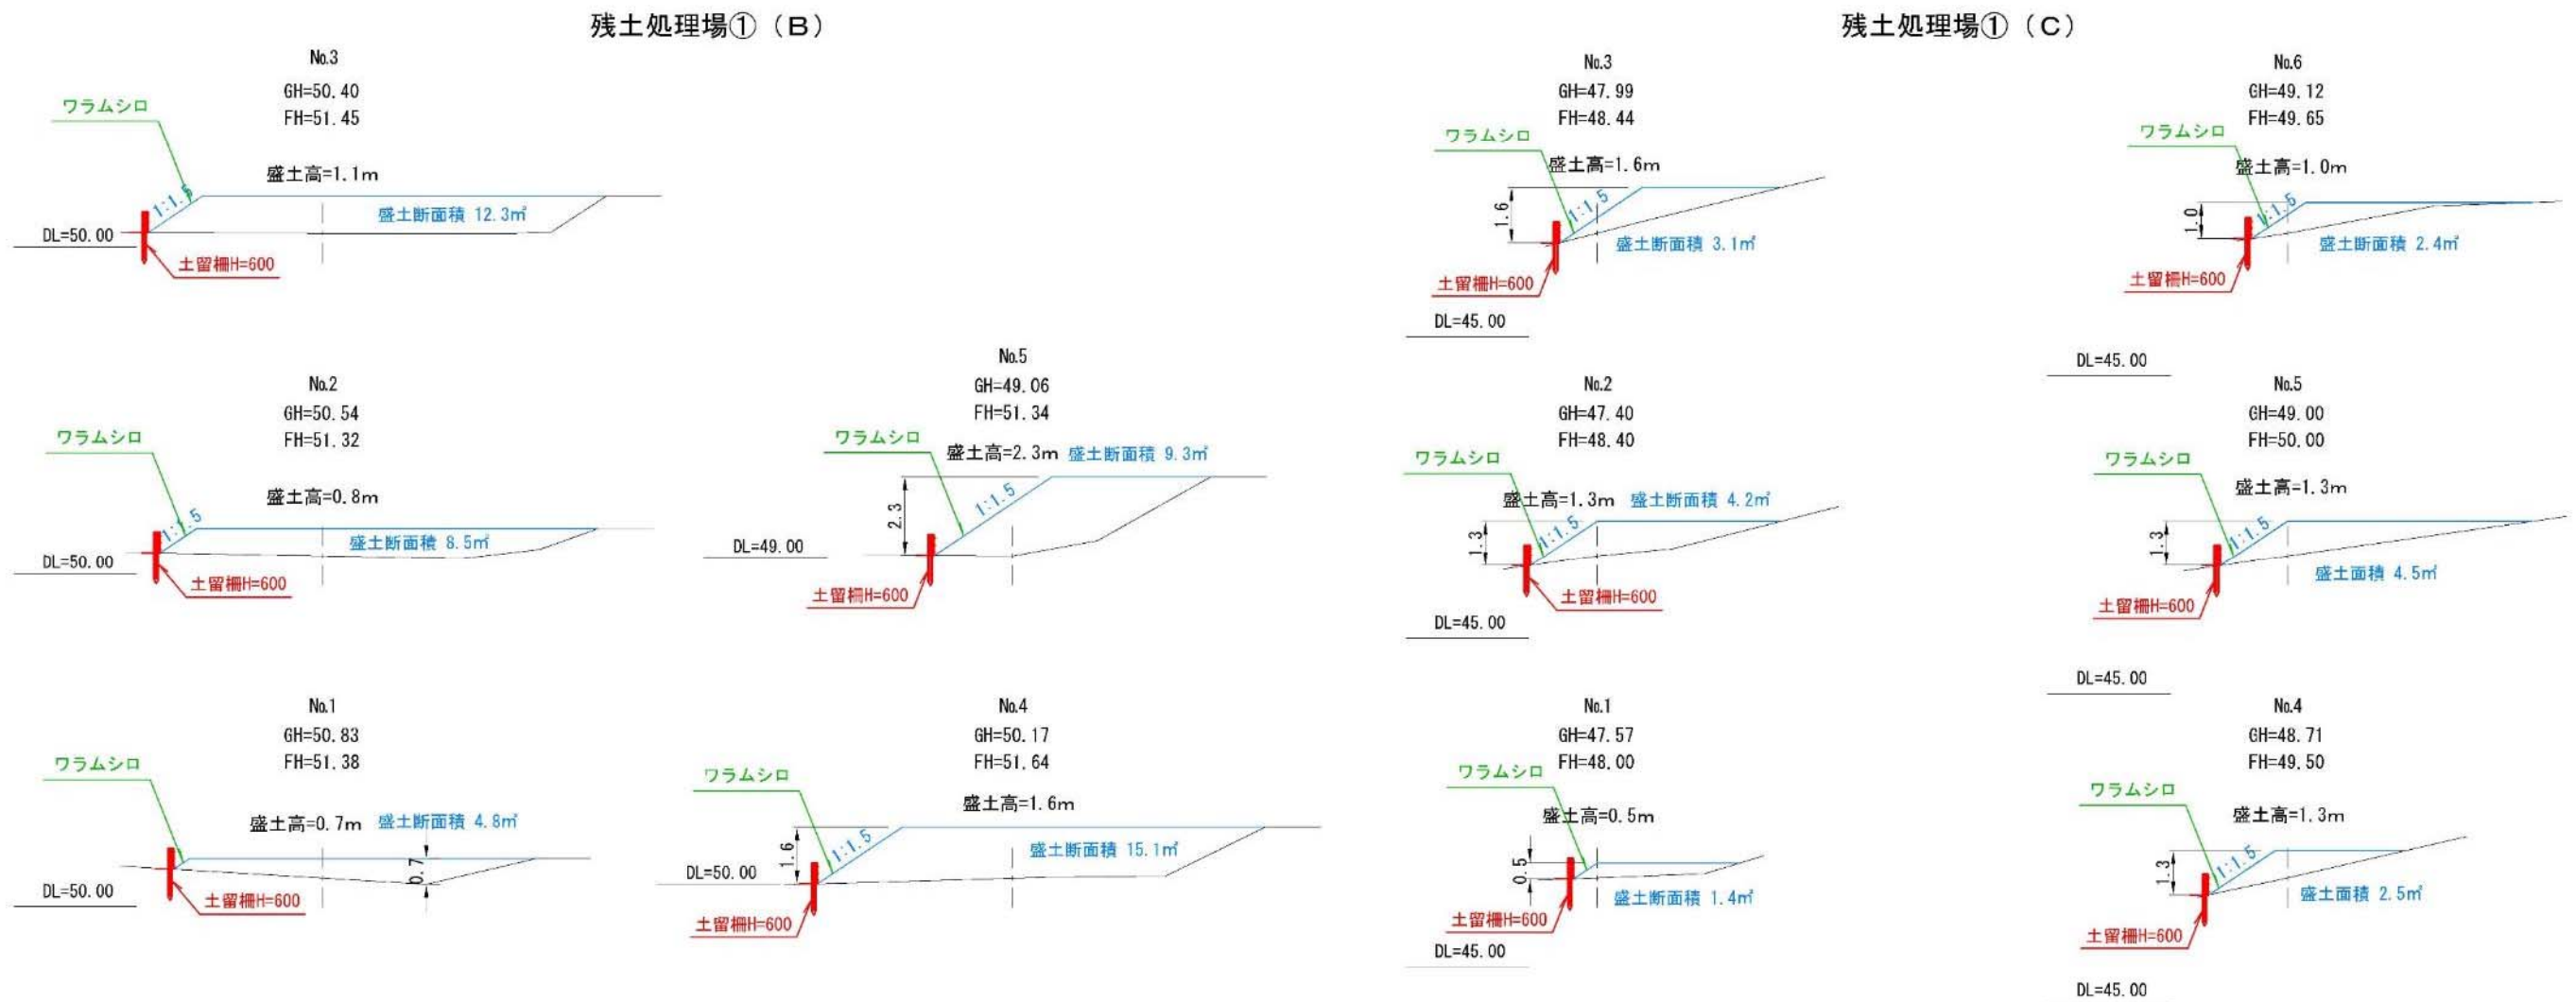 残土処理場①（B）
No.3
GH=50.40
FH=51.45
ワラムシロ
盛土高=1.1m
1:1.5
盛土断面積 12.3㎡
DL=50.00
土留柵H=600
No.2
GH=50.54
FH=51.32
ワラムシロ
盛土高=0.8m
1:1.5
盛土断面積 8.5㎡
DL=50.00
土留柵H=600
No.1
GH=50.83
FH=51.38
ワラムシロ
盛土高=0.7m 盛土断面積 4.8㎡
0.7
DL=50.00
土留柵H=600
No.5
GH=49.06
FH=51.34
ワラムシロ
盛土高=2.3m 盛土断面積 9.3㎡
1:1.5
2.3
DL=49.00
土留柵H=600
No.4
GH=50.17
FH=51.64
ワラムシロ
盛土高=1.6m
1:1.5
1.6
盛土断面積 15.1㎡
DL=50.00
土留柵H=600
残土処理場①（C）
No.3
GH=47.99
FH=48.44
ワラムシロ
盛土高=1.6m
1:1.5
1.6
盛土断面積 3.1㎡
土留柵H=600
DL=45.00
No.2
GH=47.40
FH=48.40
ワラムシロ
盛土高=1.3m 盛土断面積 4.2㎡
1:1.5
1.3
土留柵H=600
DL=45.00
No.1
GH=47.57
FH=48.00
ワラムシロ
盛土高=0.5m
0.5
盛土断面積 1.4㎡
土留柵H=600
DL=45.00
No.6
GH=49.12
FH=49.65
ワラムシロ
盛土高=1.0m
1:1.5
1.0
盛土断面積 2.4㎡
土留柵H=600
DL=45.00
No.5
GH=49.00
FH=50.00
ワラムシロ
盛土高=1.3m
1:1.5
1.3
盛土面積 4.5㎡
土留柵H=600
DL=45.00
No.4
GH=48.71
FH=49.50
ワラムシロ
盛土高=1.3m
1:1.5
1.3
盛土面積 2.5㎡
土留柵H=600
DL=45.00